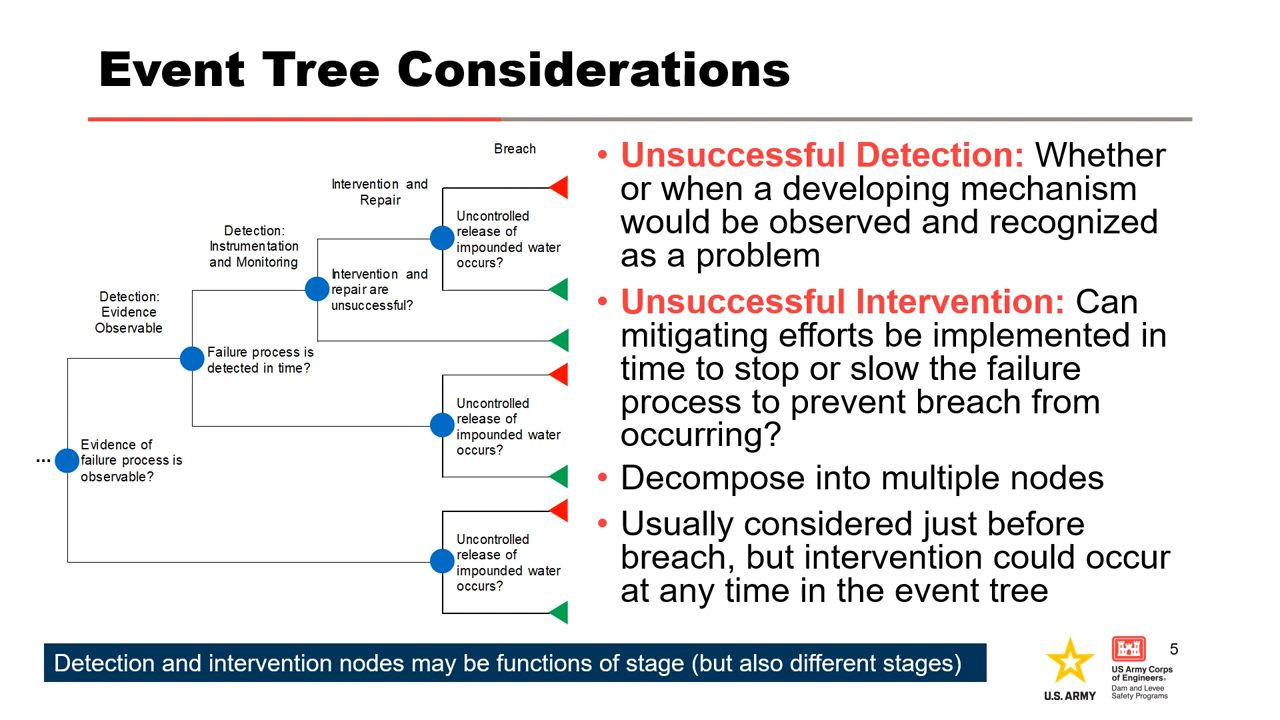 Event Tree Considerations
Breach
Intervention and
Repair
Uncontrolled
release of
impounded water
occurs?
Detection:
Instrumentation
and Monitoring
Intervention and
repair are
unsuccessful?
Detection:
Evidence
Observable
Failure process is
detected in time?
Uncontrolled
release of
impounded water
occurs?
...
Evidence of
failure process is
observable?
Uncontrolled
release of
impounded water
occurs?
• Unsuccessful Detection: Whether
or when a developing mechanism
would be observed and recognized
as a problem
• Unsuccessful Intervention: Can
mitigating efforts be implemented in
time to stop or slow the failure
process to prevent breach from
occurring?
• Decompose into multiple nodes
• Usually considered just before
breach, but intervention could occur
at any time in the event tree
Detection and intervention nodes may be functions of stage (but also different stages)
U.S. ARMY
US Army Corps
of Engineers®
Dam and Levee
Safety Programs
5